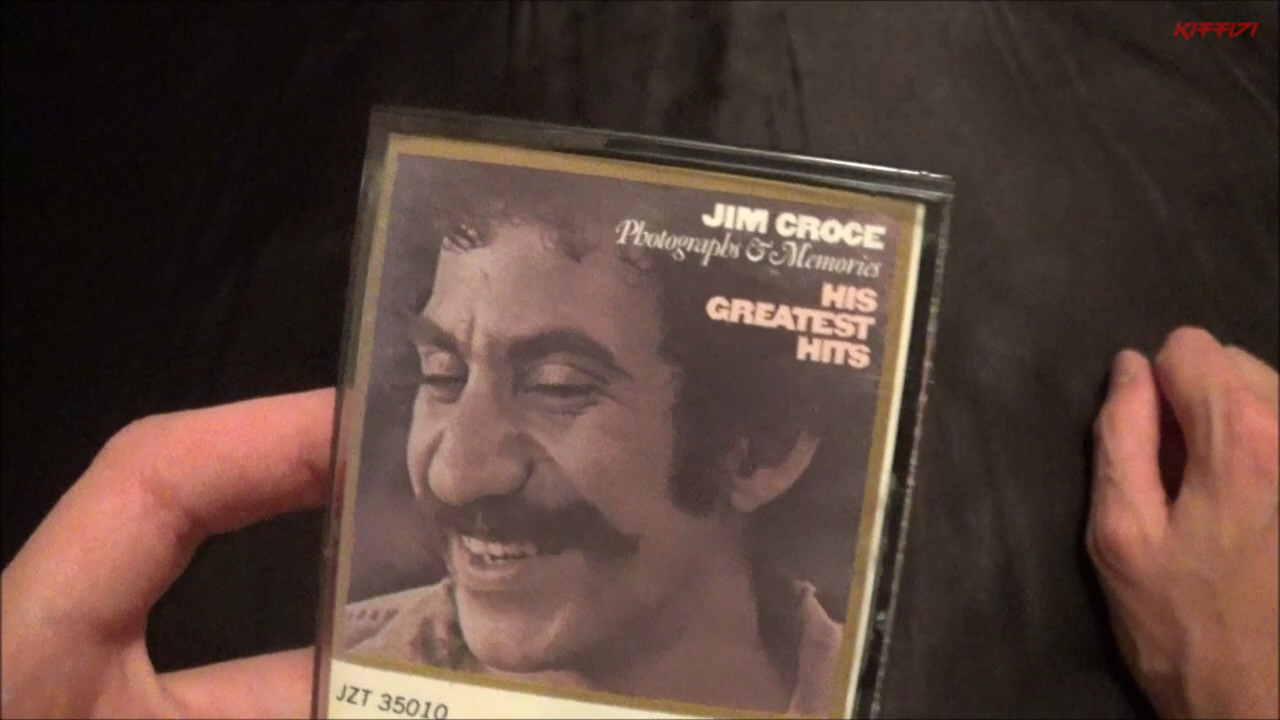 KIFFI71
JIM CROCE
Photographs & Memories
HIS
GREATEST
HITS
JZT 35010